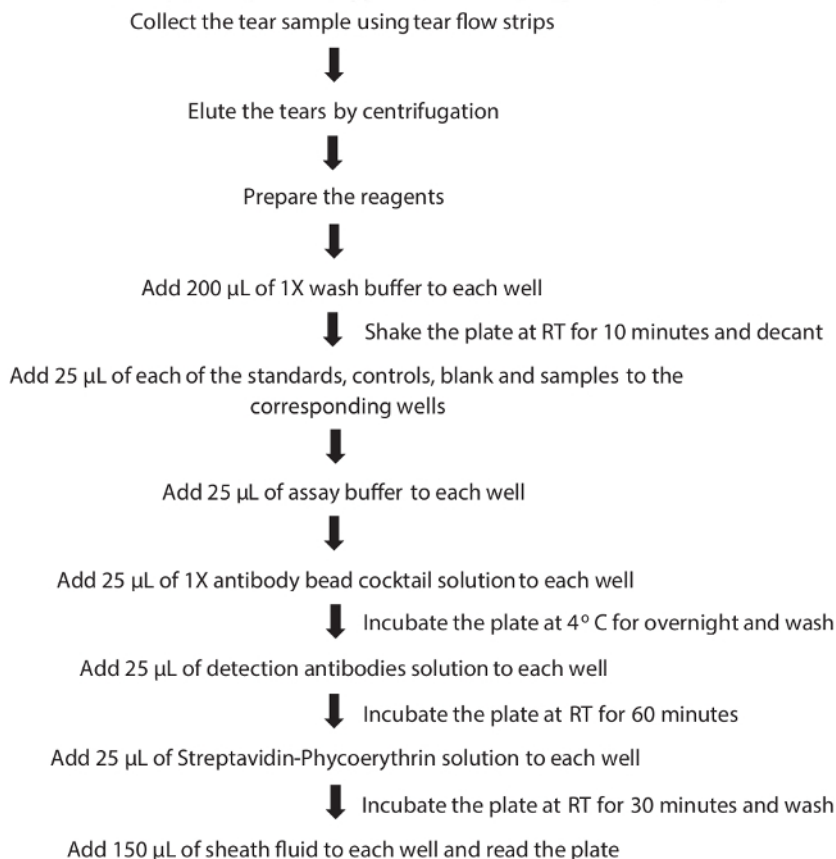 Collect the tear sample using tear flow strips
Elute the tears by centrifugation
Prepare the reagents
Add 200 µL of 1X wash buffer to each well
Shake the plate at RT for 10 minutes and decant
Add 25 µL of each of the standards, controls, blank and samples to the
corresponding wells
Add 25 µL of assay buffer to each well
Add 25 µL of 1X antibody bead cocktail solution to each well
Incubate the plate at 4º C for overnight and wash
Add 25 µL of detection antibodies solution to each well
Incubate the plate at RT for 60 minutes
Add 25 µL of Streptavidin-Phycoerythrin solution to each well
Incubate the plate at RT for 30 minutes and wash
Add 150 µL of sheath fluid to each well and read the plate